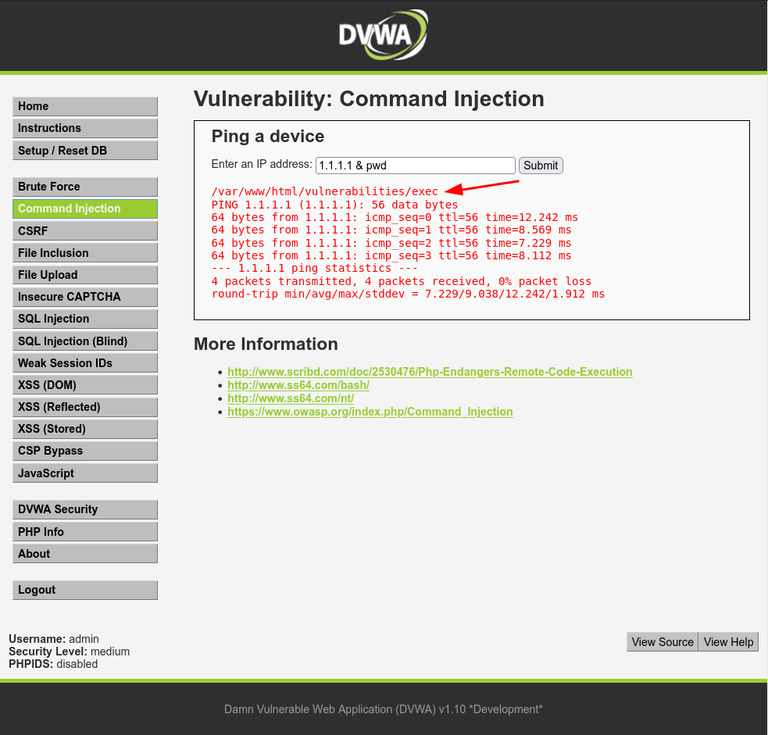 DVWA
Home
Instructions
Setup / Reset DB
Brute Force
Command Injection
CSRF
File Inclusion
File Upload
Insecure CAPTCHA
SQL Injection
SQL Injection (Blind)
Weak Session IDs
XSS (DOM)
XSS (Reflected)
XSS (Stored)
CSP Bypass
JavaScript
DVWA Security
PHP Info
About
Logout
Vulnerability: Command Injection
Ping a device
Enter an IP address: 1.1.1.1 & pwd Submit
/var/www/html/vulnerabilities/exec
PING 1.1.1.1 (1.1.1.1): 56 data bytes
64 bytes from 1.1.1.1: icmp_seq=0 ttl=56 time=12.242 ms
64 bytes from 1.1.1.1: icmp_seq=1 ttl=56 time=8.569 ms
64 bytes from 1.1.1.1: icmp_seq=2 ttl=56 time=7.229 ms
64 bytes from 1.1.1.1: icmp_seq=3 ttl=56 time=8.112 ms
--- 1.1.1.1 ping statistics ---
4 packets transmitted, 4 packets received, 0% packet loss
round-trip min/avg/max/stddev = 7.229/9.038/12.242/1.912 ms
More Information
http://www.scribd.com/doc/2530476/Php-Endangers-Remote-Code-Execution
http://www.ss64.com/bash/
http://www.ss64.com/nt/
https://www.owasp.org/index.php/Command_Injection
Username: admin
Security Level: medium
PHPIDS: disabled
View Source View Help
Damn Vulnerable Web Application (DVWA) v1.10 *Development*